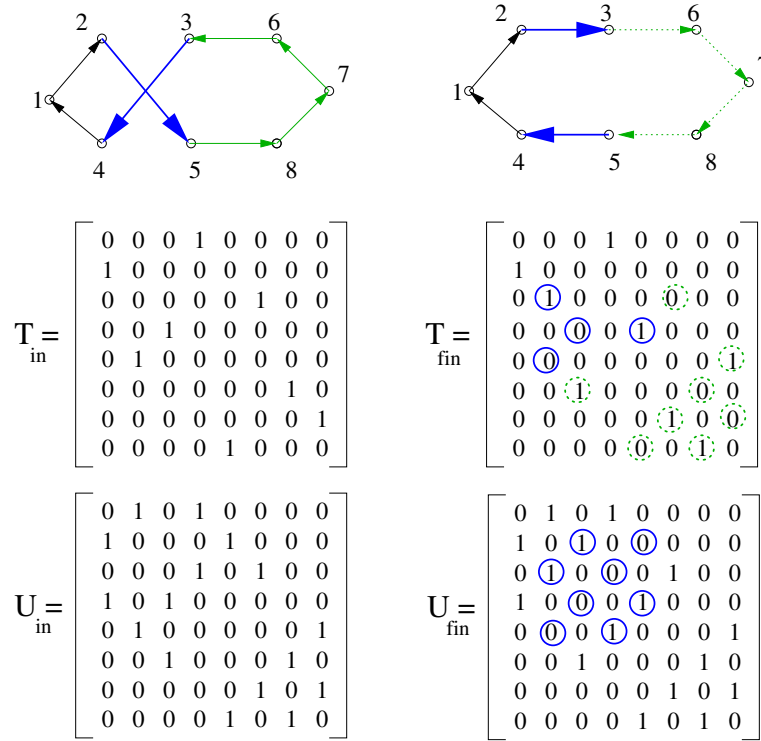 2 3 6
7
1
4 5 8
2 3 6
7
1
4 5 8
T_in =
0 0 0 1 0 0 0 0
1 0 0 0 0 0 0 0
0 0 0 0 0 1 0 0
0 0 1 0 0 0 0 0
0 1 0 0 0 0 0 0
0 0 0 0 0 0 1 0
0 0 0 0 0 0 0 1
0 0 0 0 1 0 0 0
T_fin =
0 0 0 1 0 0 0 0
1 0 0 0 0 0 0 0
0 1 0 0 0 0 0 0
0 0 0 0 1 0 0 0
0 0 0 0 0 0 0 1
0 0 1 0 0 0 0 0
0 0 0 0 0 1 0 0
0 0 0 0 0 0 1 0
U_in =
0 1 0 1 0 0 0 0
1 0 0 0 1 0 0 0
0 0 0 1 0 1 0 0
1 0 1 0 0 0 0 0
0 1 0 0 0 0 0 1
0 0 1 0 0 0 1 0
0 0 0 0 0 1 0 1
0 0 0 0 1 0 1 0
U_fin =
0 1 0 1 0 0 0 0
1 0 1 0 0 0 0 0
0 1 0 0 0 1 0 0
1 0 0 0 1 0 0 0
0 0 0 1 0 0 0 1
0 0 1 0 0 0 1 0
0 0 0 0 0 1 0 1
0 0 0 0 1 0 1 0